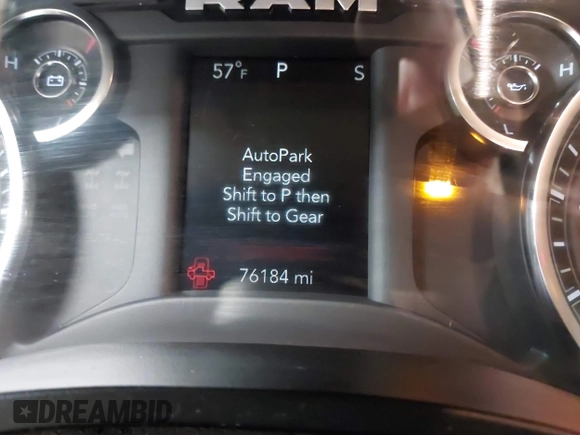 RAM
57°F P S
H
H
L
AutoPark
Engaged
Shift to P then
Shift to Gear
76184 mi
DREAMBID